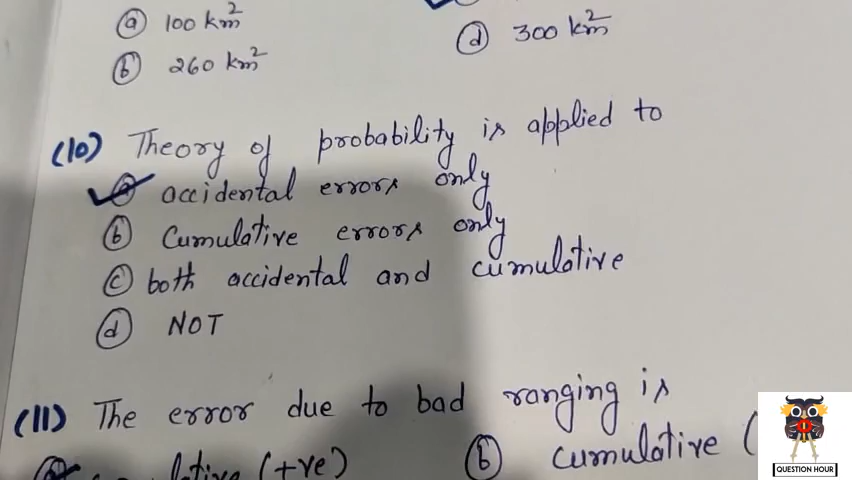 (a) 100 km²
(d) 300 km²
(b) 260 km²
(10) Theory of probability is applied to
(a) accidental errors only
(b) Cumulative errors only
(c) both accidental and cumulative
(d) NOT
(11) The error due to bad ranging is
(+ve)
(b) cumulative (
QUESTION HOUR